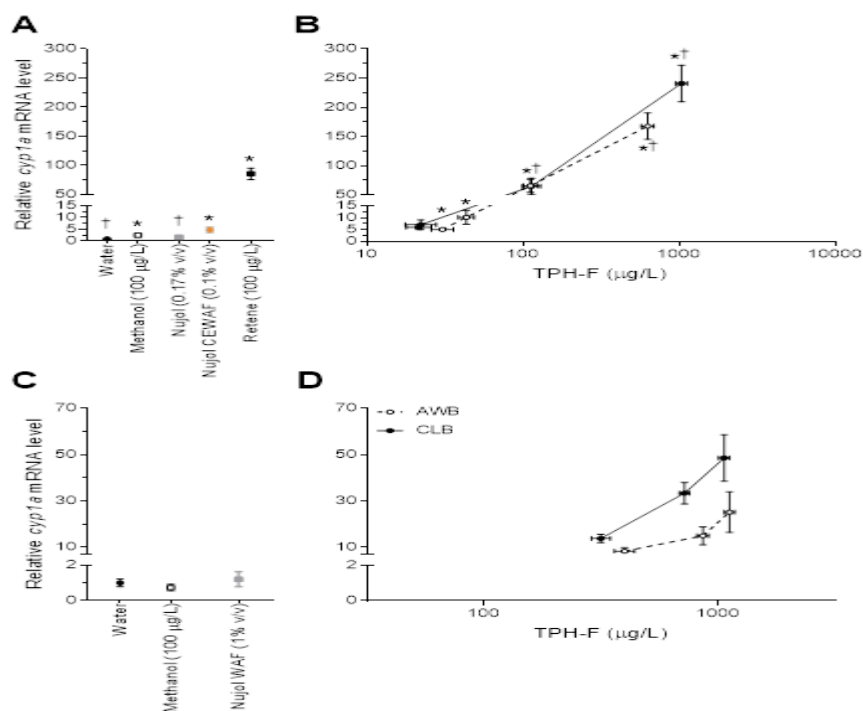 A
B
Relative cyp1a mRNA level
300
250
200
150
100
50
15
10
5
0
†
*
†
*
*
Water
Methanol (100 µg/L)
Nujol (0.17% v/v)
Nujol CEWAF (0.1% v/v)
Retene (100 µg/L)
300
250
200
150
100
50
15
10
5
0
*
*
*†
*†
*†
10
100
1000
10000
TPH-F (µg/L)
C
D
Relative cyp1a mRNA level
70
50
30
10
2
1
0
Water
Methanol (100 µg/L)
Nujol WAF (1% v/v)
70
50
30
10
2
0
AWB
CLB
100
1000
TPH-F (µg/L)